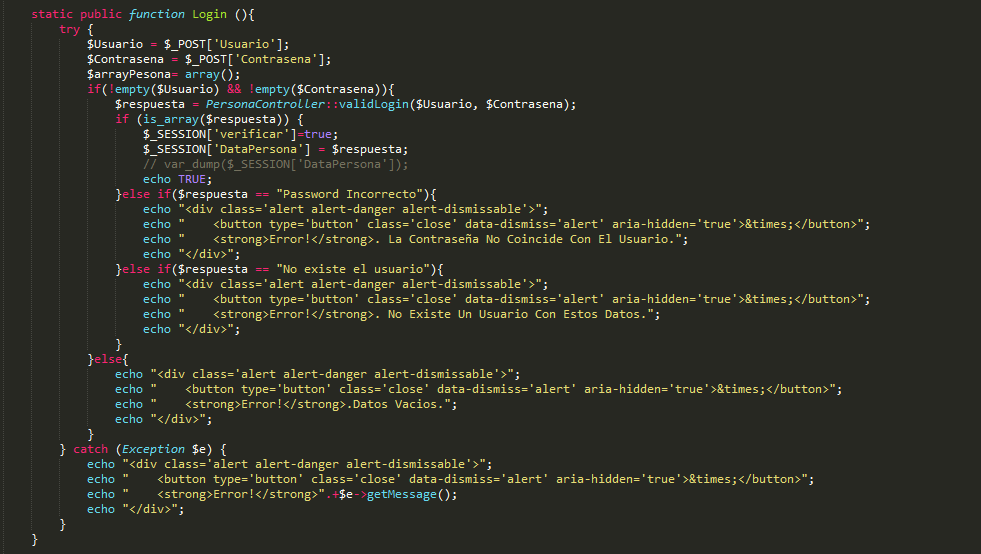 static public function Login (){
try {
$Usuario = $_POST['Usuario'];
$Contrasena = $_POST['Contrasena'];
$arrayPesona= array();
if(!empty($Usuario) && !empty($Contrasena)){
$respuesta = PersonaController::validLogin($Usuario, $Contrasena);
if (is_array($respuesta)) {
$_SESSION['verificar']=true;
$_SESSION['DataPersona'] = $respuesta;
// var_dump($_SESSION['DataPersona']);
echo TRUE;
}else if($respuesta == "Password Incorrecto"){
echo "<div class='alert alert-danger alert-dismissable'>";
echo "    <button type='button' class='close' data-dismiss='alert' aria-hidden='true'>&times;</button>";
echo "    <strong>Error!</strong>. La Contraseña No Coincide Con El Usuario.";
echo "</div>";
}else if($respuesta == "No existe el usuario"){
echo "<div class='alert alert-danger alert-dismissable'>";
echo "    <button type='button' class='close' data-dismiss='alert' aria-hidden='true'>&times;</button>";
echo "    <strong>Error!</strong>. No Existe Un Usuario Con Estos Datos.";
echo "</div>";
}
}else{
echo "<div class='alert alert-danger alert-dismissable'>";
echo "    <button type='button' class='close' data-dismiss='alert' aria-hidden='true'>&times;</button>";
echo "    <strong>Error!</strong>.Datos Vacios.";
echo "</div>";
}
} catch (Exception $e) {
echo "<div class='alert alert-danger alert-dismissable'>";
echo "    <button type='button' class='close' data-dismiss='alert' aria-hidden='true'>&times;</button>";
echo "    <strong>Error!</strong>".+$e->getMessage();
echo "</div>";
}
}